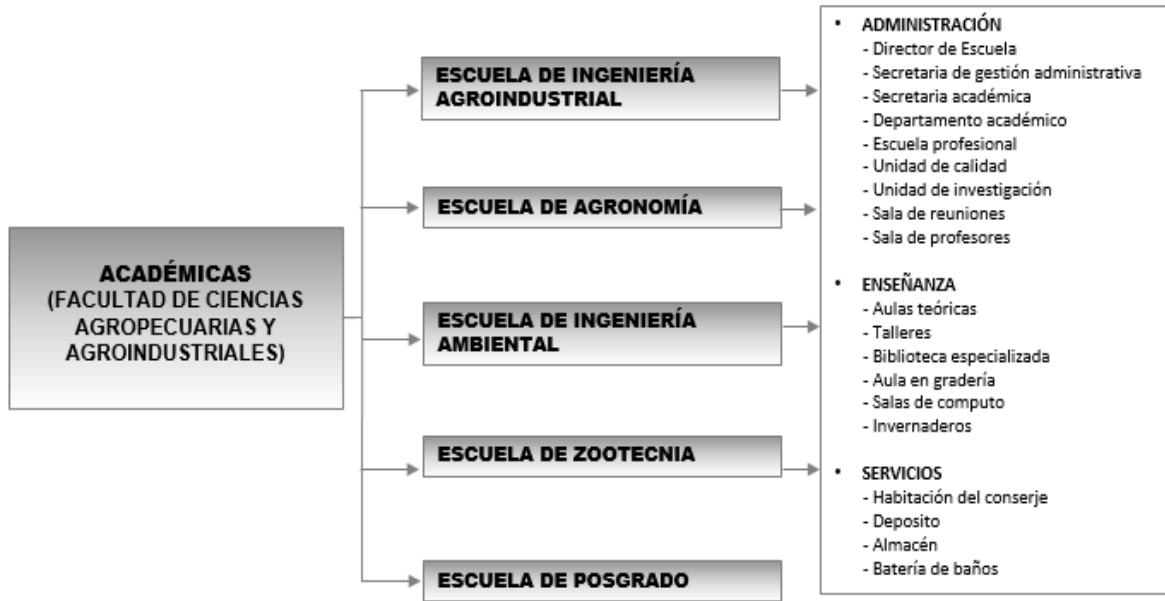 ACADÉMICAS
(FACULTAD DE CIENCIAS
AGROPECUARIAS Y
AGROINDUSTRIALES)
ESCUELA DE INGENIERÍA
AGROINDUSTRIAL
ESCUELA DE AGRONOMÍA
ESCUELA DE INGENIERÍA
AMBIENTAL
ESCUELA DE ZOOTECNIA
ESCUELA DE POSGRADO
• ADMINISTRACIÓN
- Director de Escuela
- Secretaria de gestión administrativa
- Secretaria académica
- Departamento académico
- Escuela profesional
- Unidad de calidad
- Unidad de investigación
- Sala de reuniones
- Sala de profesores
• ENSEÑANZA
- Aulas teóricas
- Talleres
- Biblioteca especializada
- Aula en gradería
- Salas de computo
- Invernaderos
• SERVICIOS
- Habitación del conserje
- Deposito
- Almacén
- Batería de baños